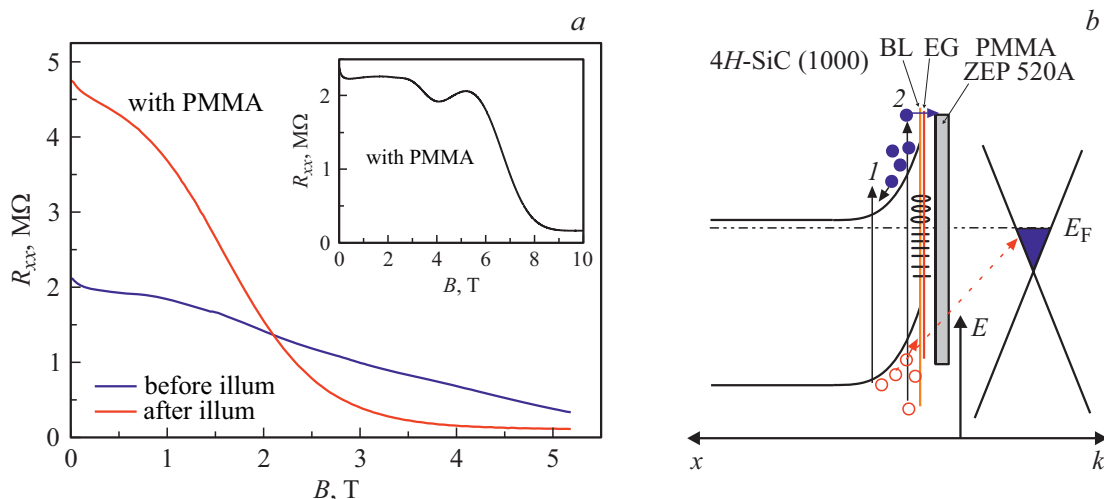 a
5
4
3
2
1
0
R_xx, MΩ
with PMMA
before illum
after illum
0 1 2 3 4 5
B, T
2
1
0
R_xx, MΩ
with PMMA
0 2 4 6 8 10
B, T
b
4H-SiC (1000)
BL EG PMMA
ZEP 520A
2
1
E_F
E
x
k